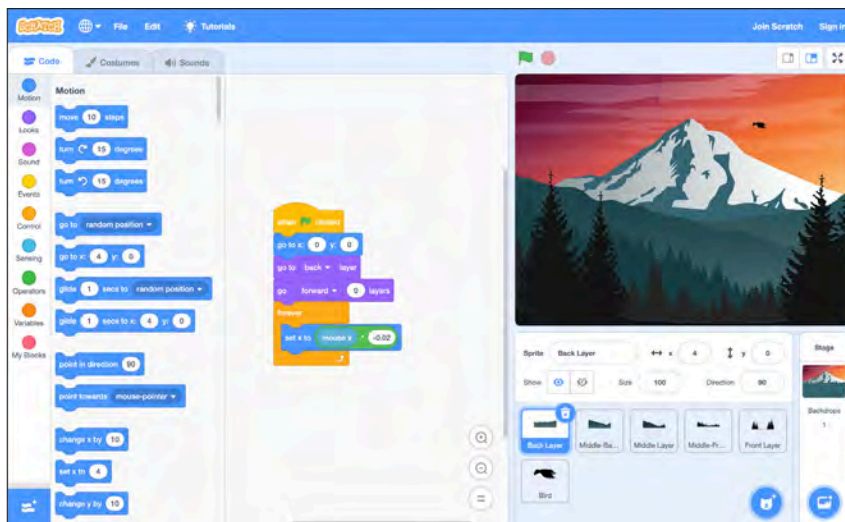 SCRATCH File Edit Tutorials Join Scratch Sign in
Code Costumes Sounds
Motion
Looks
Sound
Events
Control
Sensing
Operators
Variables
My Blocks
Motion
move 10 steps
turn 15 degrees
turn 15 degrees
go to random position
go to x: 4 y: 0
glide 1 secs to random position
glide 1 secs to x: 4 y: 0
point in direction 90
point towards mouse-pointer
change x by 10
set x to 4
change y by 10
when clicked
go to x: 0 y: 0
go to back layer
go forward 0 layers
forever
set x to mouse x * -0.02
Sprite Back Layer x 4 y 0
Show Size 100 Direction 90
Back Layer Middle-Ba... Middle Layer Middle-Fr... Front Layer
Bird
Stage
Backdrops
1